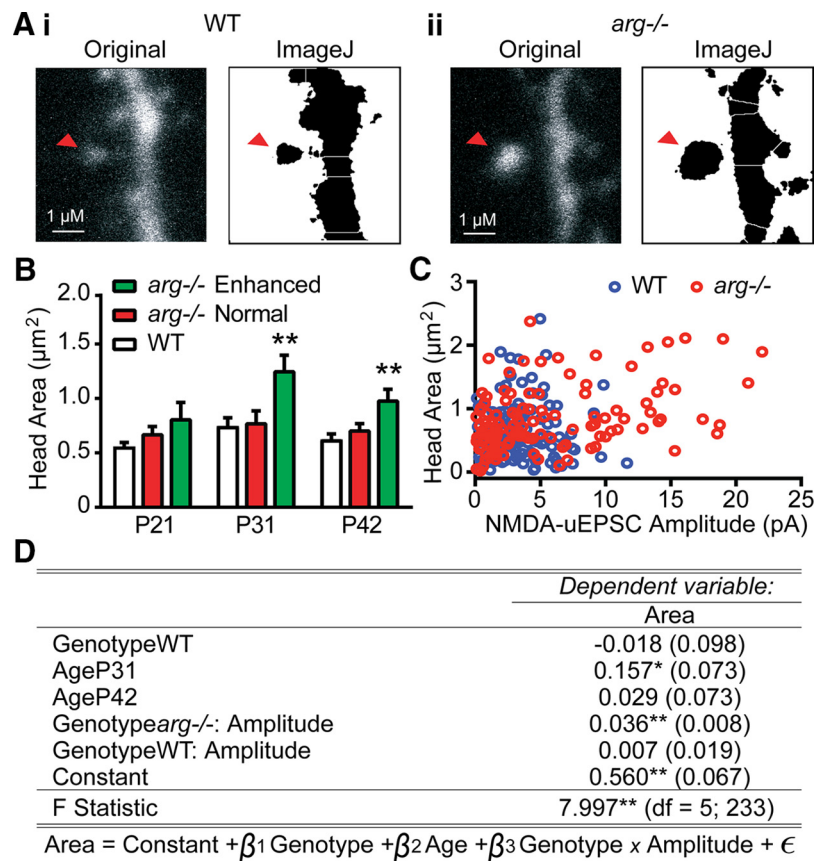 A i WT ii arg-/-
Original ImageJ Original ImageJ
1 µM 1 µM
B
arg-/- Enhanced
arg-/- Normal
WT
Head Area (µm²)
2.0
1.5
1.0
0.5
0
** **
P21 P31 P42
C
WT arg-/-
Head Area (µm²)
3
2
1
0
0 5 10 15 20 25
NMDA-uEPSC Amplitude (pA)
D
Dependent variable:
Area
GenotypeWT -0.018 (0.098)
AgeP31 0.157* (0.073)
AgeP42 0.029 (0.073)
Genotypearg-/-: Amplitude 0.036** (0.008)
GenotypeWT: Amplitude 0.007 (0.019)
Constant 0.560** (0.067)
F Statistic 7.997** (df = 5; 233)
Area = Constant +β1 Genotype +β2 Age +β3 Genotype x Amplitude + ϵ